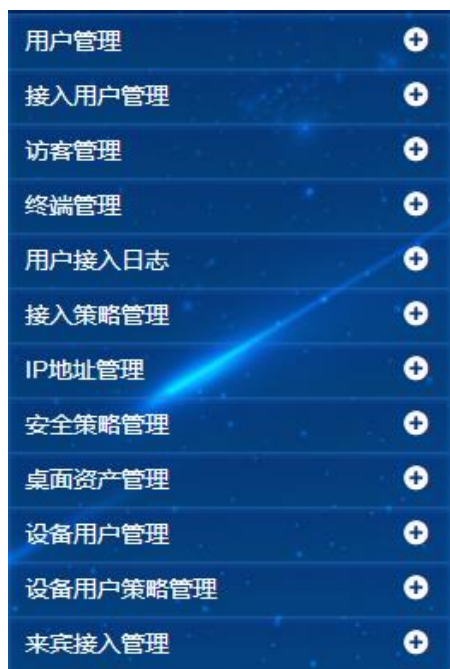 用户管理
接入用户管理
访客管理
终端管理
用户接入日志
接入策略管理
IP地址管理
安全策略管理
桌面资产管理
设备用户管理
设备用户策略管理
来宾接入管理